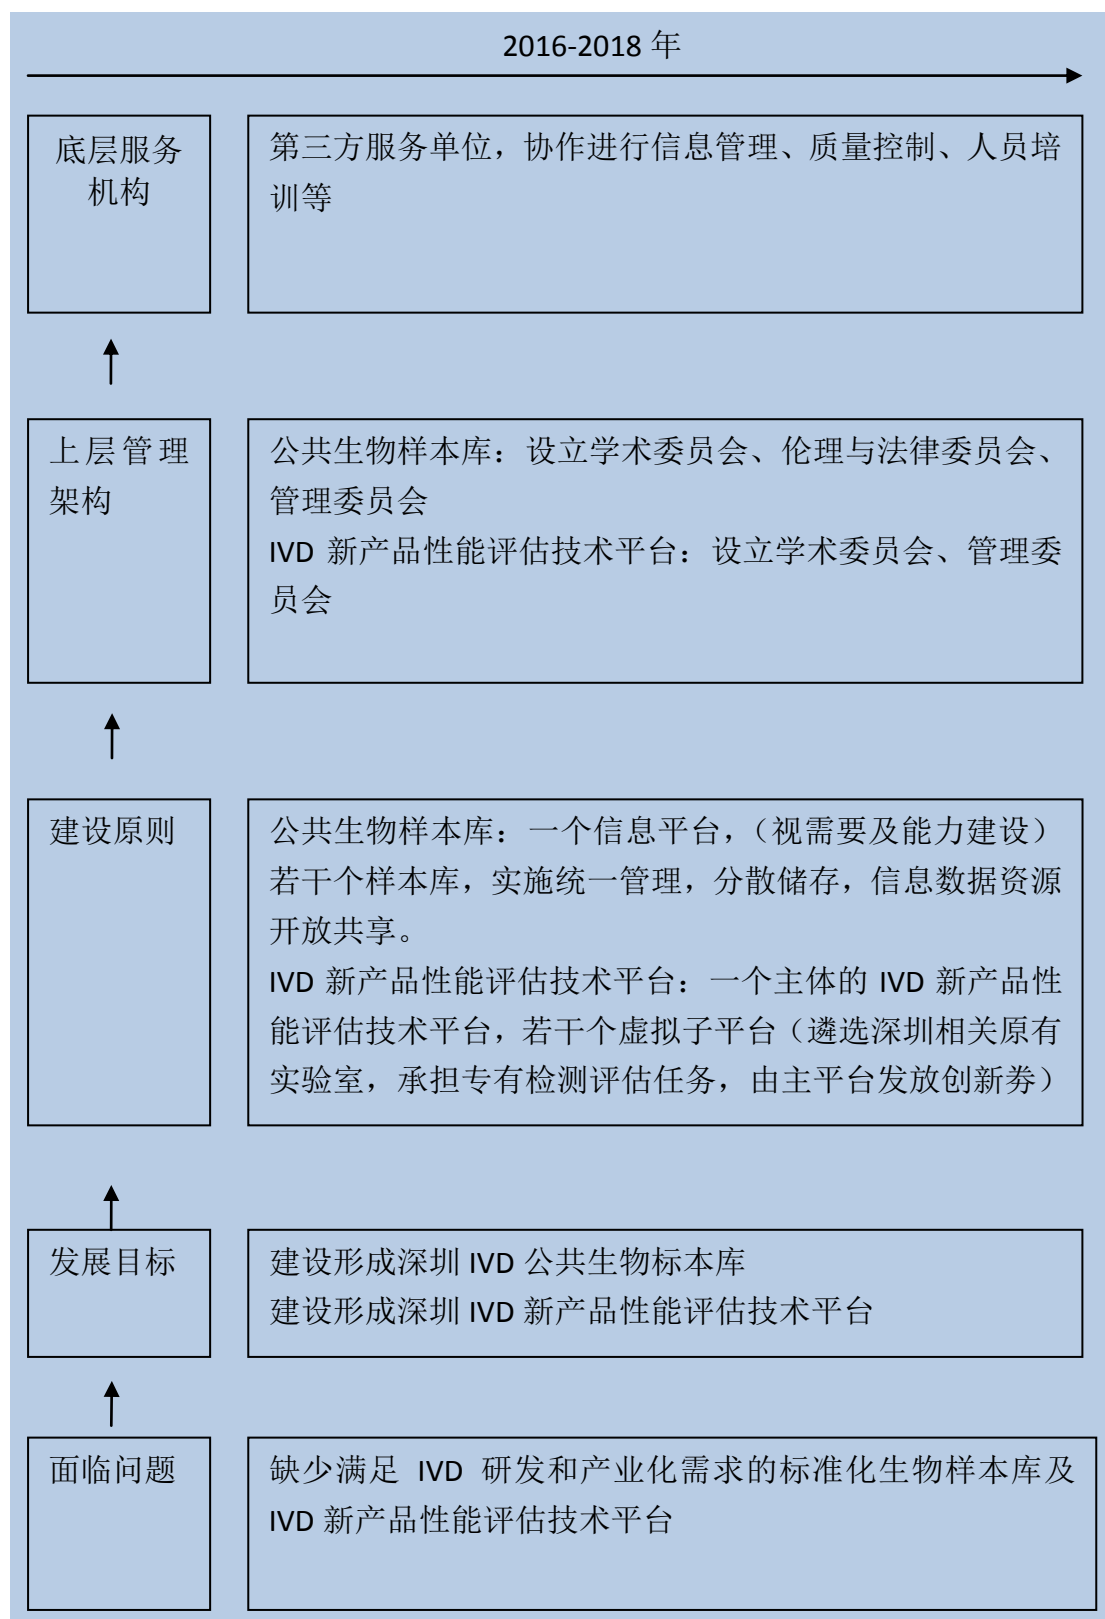 2016-2018 年
底层服务
机构
第三方服务单位，协作进行信息管理、质量控制、人员培
训等
上层管理
架构
公共生物样本库：设立学术委员会、伦理与法律委员会、
管理委员会
IVD 新产品性能评估技术平台：设立学术委员会、管理委
员会
建设原则
公共生物样本库：一个信息平台，（视需要及能力建设）
若干个样本库，实施统一管理，分散储存，信息数据资源
开放共享。
IVD 新产品性能评估技术平台：一个主体的 IVD 新产品性
能评估技术平台，若干个虚拟子平台（遴选深圳相关原有
实验室，承担专有检测评估任务，由主平台发放创新劵）
发展目标
建设形成深圳 IVD 公共生物标本库
建设形成深圳 IVD 新产品性能评估技术平台
面临问题
缺少满足 IVD 研发和产业化需求的标准化生物样本库及
IVD 新产品性能评估技术平台